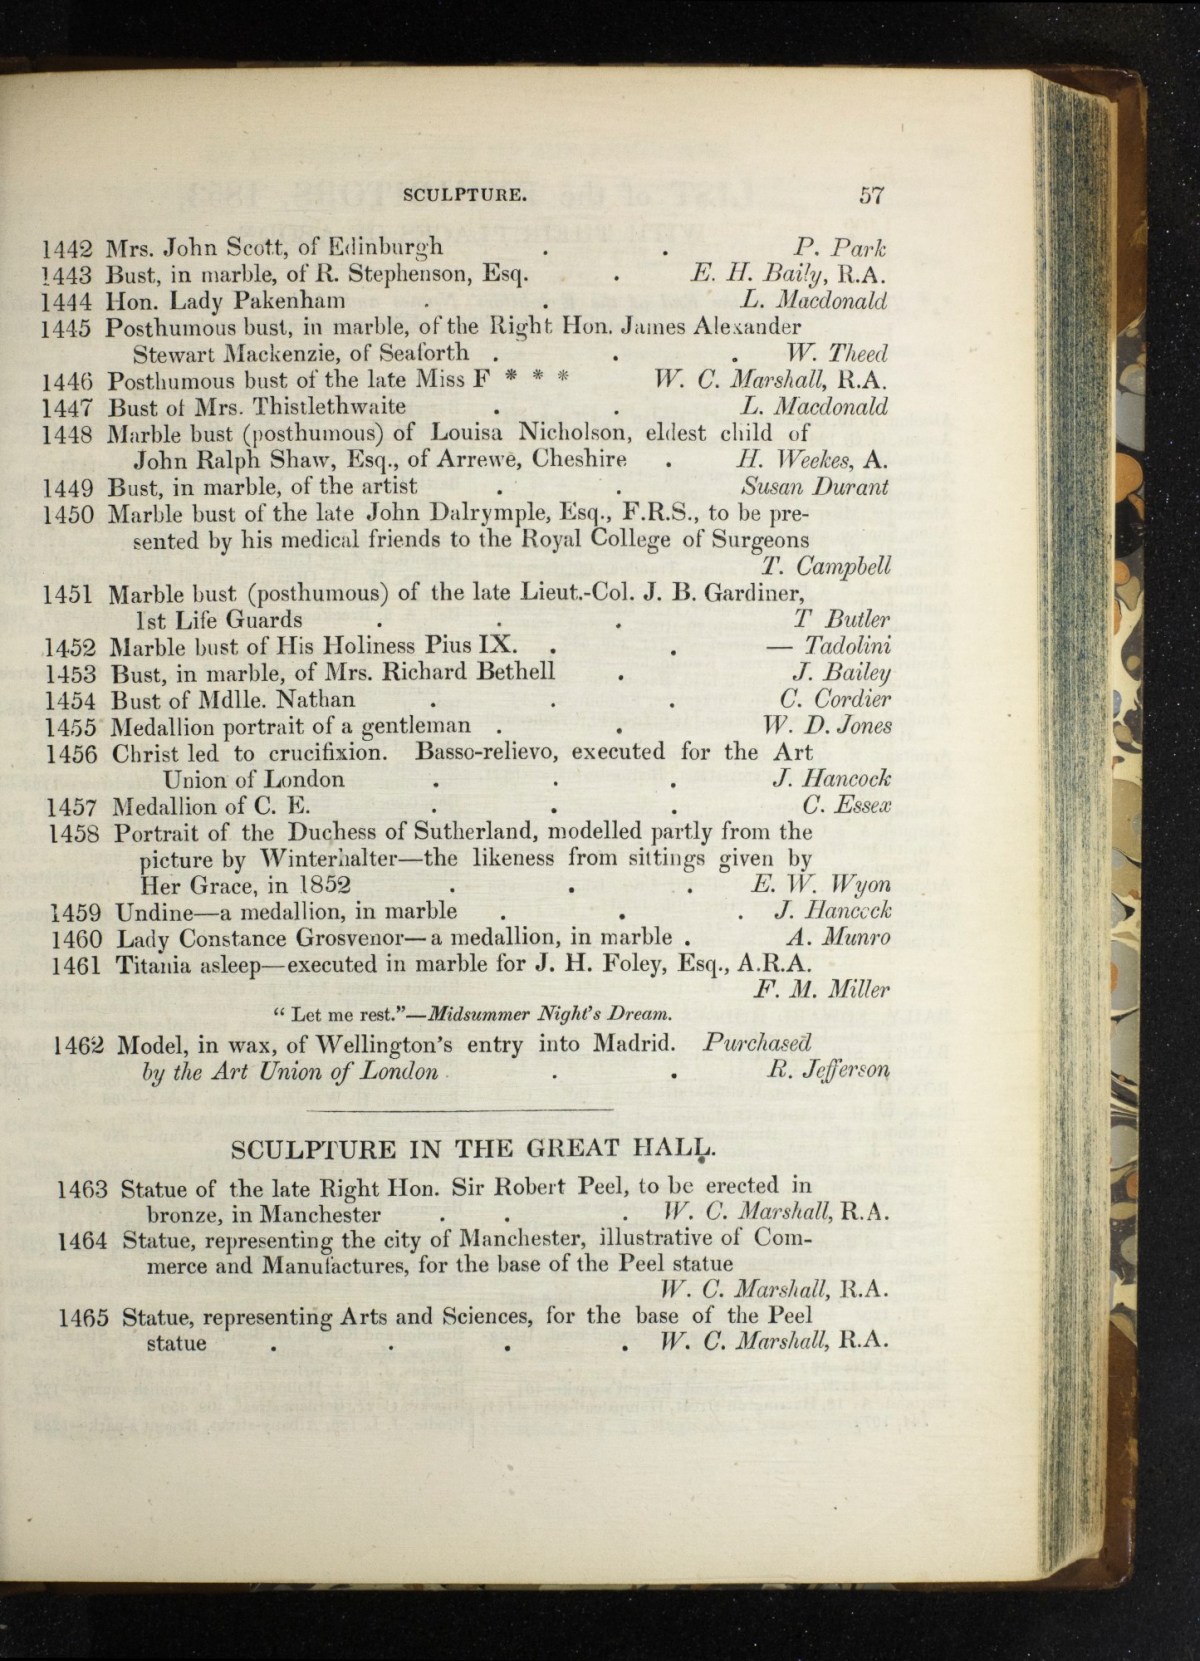 SCULPTURE. 57
1442 Mrs. John Scott, of Edinburgh . . P. Park
1443 Bust, in marble, of R. Stephenson, Esq. . E. H. Baily, R.A.
1444 Hon. Lady Pakenham . . L. Macdonald
1445 Posthumous bust, in marble, of the Right Hon. James Alexander
Stewart Mackenzie, of Seaforth . . . W. Theed
1446 Posthumous bust of the late Miss F * * * W. C. Marshall, R.A.
1447 Bust of Mrs. Thistlethwaite . . L. Macdonald
1448 Marble bust (posthumous) of Louisa Nicholson, eldest child of
John Ralph Shaw, Esq., of Arrewe, Cheshire . H. Weekes, A.
1449 Bust, in marble, of the artist . . Susan Durant
1450 Marble bust of the late John Dalrymple, Esq., F.R.S., to be pre-
sented by his medical friends to the Royal College of Surgeons
T. Campbell
1451 Marble bust (posthumous) of the late Lieut.-Col. J. B. Gardiner,
1st Life Guards . . . T Butler
1452 Marble bust of His Holiness Pius IX. . . — Tadolini
1453 Bust, in marble, of Mrs. Richard Bethell . J. Bailey
1454 Bust of Mdlle. Nathan . . . C. Cordier
1455 Medallion portrait of a gentleman . . W. D. Jones
1456 Christ led to crucifixion. Basso-relievo, executed for the Art
Union of London . . . J. Hancock
1457 Medallion of C. E. . . . C. Essex
1458 Portrait of the Duchess of Sutherland, modelled partly from the
picture by Winterhalter—the likeness from sittings given by
Her Grace, in 1852 . . . E. W. Wyon
1459 Undine—a medallion, in marble . . . J. Hancock
1460 Lady Constance Grosvenor—a medallion, in marble . A. Munro
1461 Titania asleep—executed in marble for J. H. Foley, Esq., A.R.A.
F. M. Miller
“ Let me rest.”—Midsummer Night's Dream.
1462 Model, in wax, of Wellington's entry into Madrid. Purchased
by the Art Union of London . . R. Jefferson
SCULPTURE IN THE GREAT HALL.
1463 Statue of the late Right Hon. Sir Robert Peel, to be erected in
bronze, in Manchester . . . W. C. Marshall, R.A.
1464 Statue, representing the city of Manchester, illustrative of Com-
merce and Manufactures, for the base of the Peel statue
W. C. Marshall, R.A.
1465 Statue, representing Arts and Sciences, for the base of the Peel
statue . . . . W. C. Marshall, R.A.